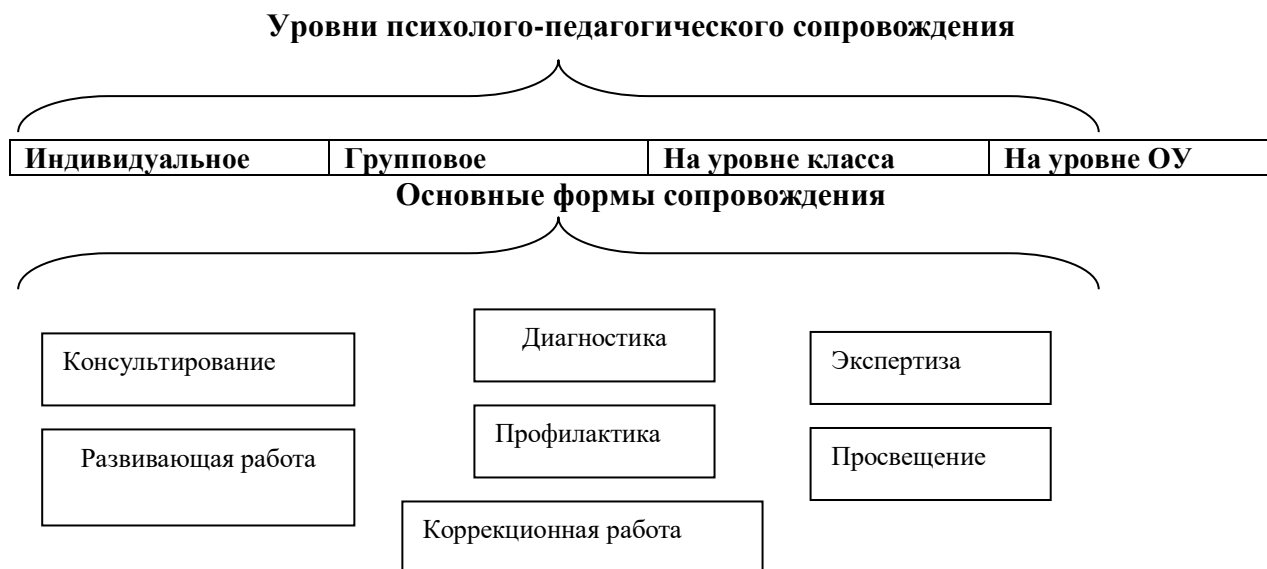 Уровни психолого-педагогического сопровождения
Индивидуальное Групповое На уровне класса На уровне ОУ
Основные формы сопровождения
Диагностика
Консультирование
Экспертиза
Профилактика
Развивающая работа
Просвещение
Коррекционная работа